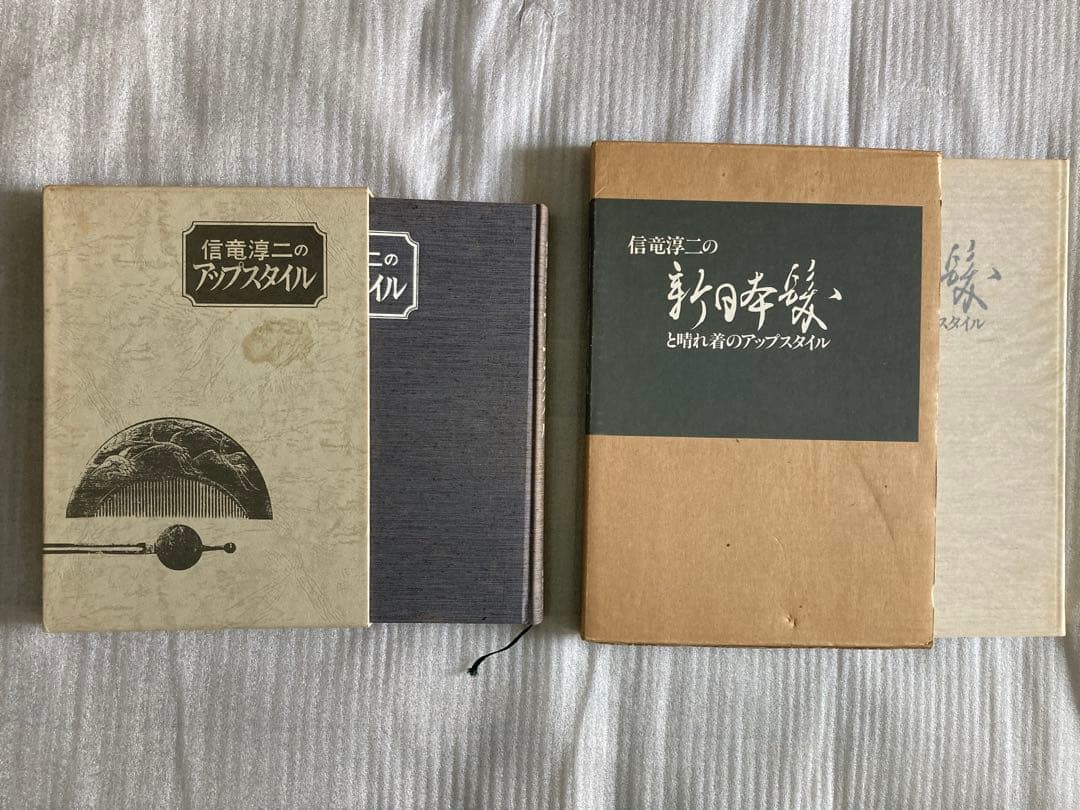 信竜淳二の
アップスタイル
二の
イル
信竜淳二の
新日本髪
と晴れ着のアップスタイル
髪
スタイル